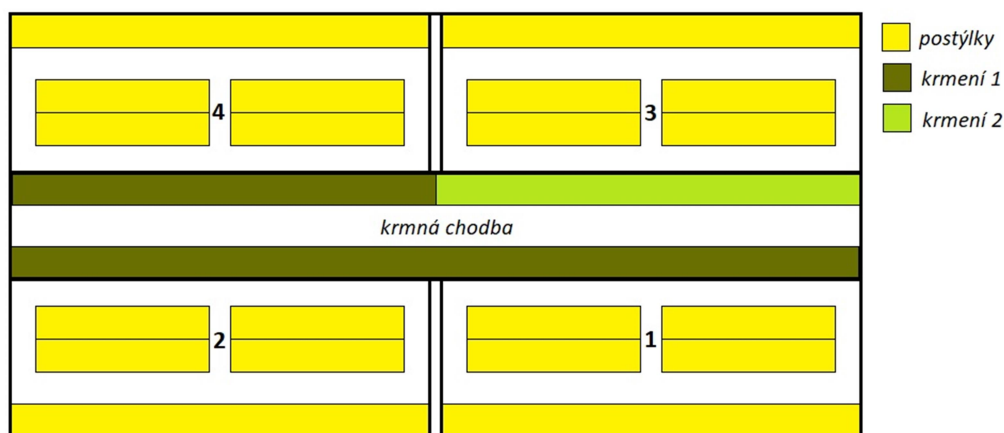 postýlky
krmení 1
krmení 2
4
3
krmná chodba
2
1